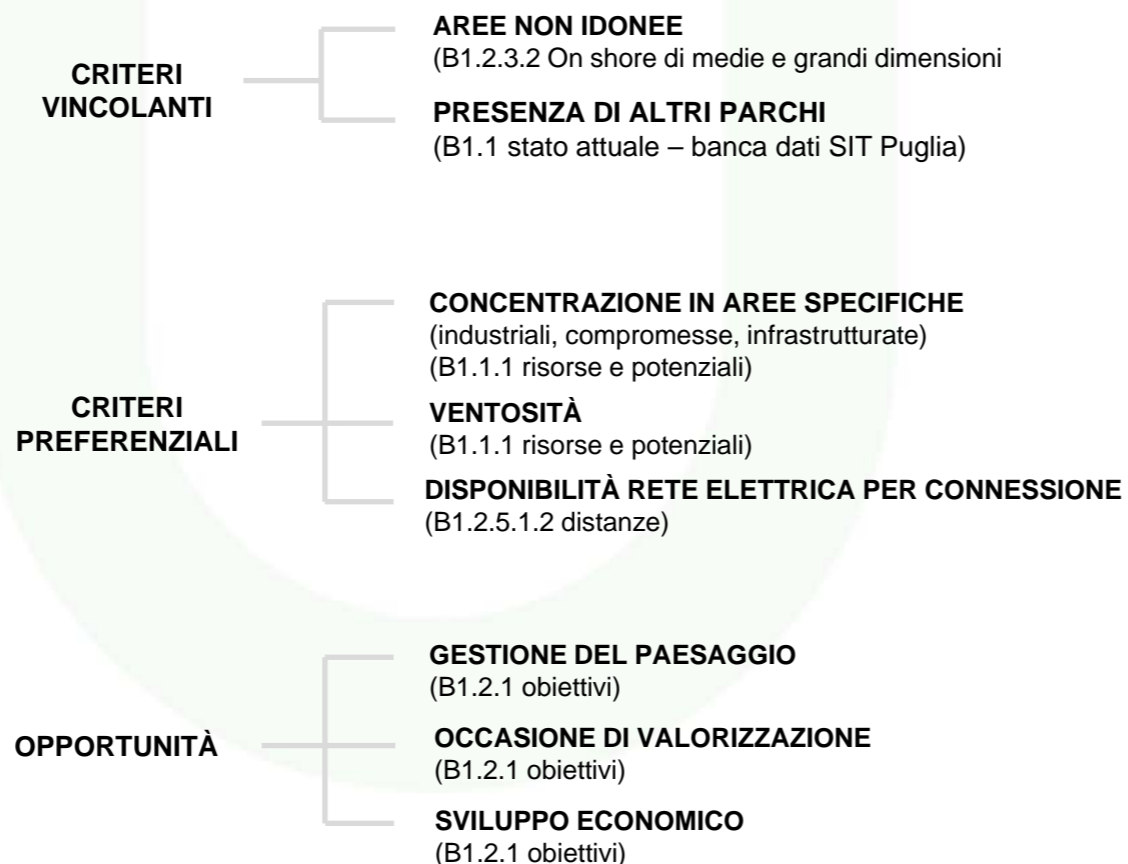 CRITERI
VINCOLANTI
AREE NON IDONEE
(B1.2.3.2 On shore di medie e grandi dimensioni
PRESENZA DI ALTRI PARCHI
(B1.1 stato attuale – banca dati SIT Puglia)
CRITERI
PREFERENZIALI
CONCENTRAZIONE IN AREE SPECIFICHE
(industriali, compromesse, infrastrutturate)
(B1.1.1 risorse e potenziali)
VENTOSITÀ
(B1.1.1 risorse e potenziali)
DISPONIBILITÀ RETE ELETTRICA PER CONNESSIONE
(B1.2.5.1.2 distanze)
OPPORTUNITÀ
GESTIONE DEL PAESAGGIO
(B1.2.1 obiettivi)
OCCASIONE DI VALORIZZAZIONE
(B1.2.1 obiettivi)
SVILUPPO ECONOMICO
(B1.2.1 obiettivi)